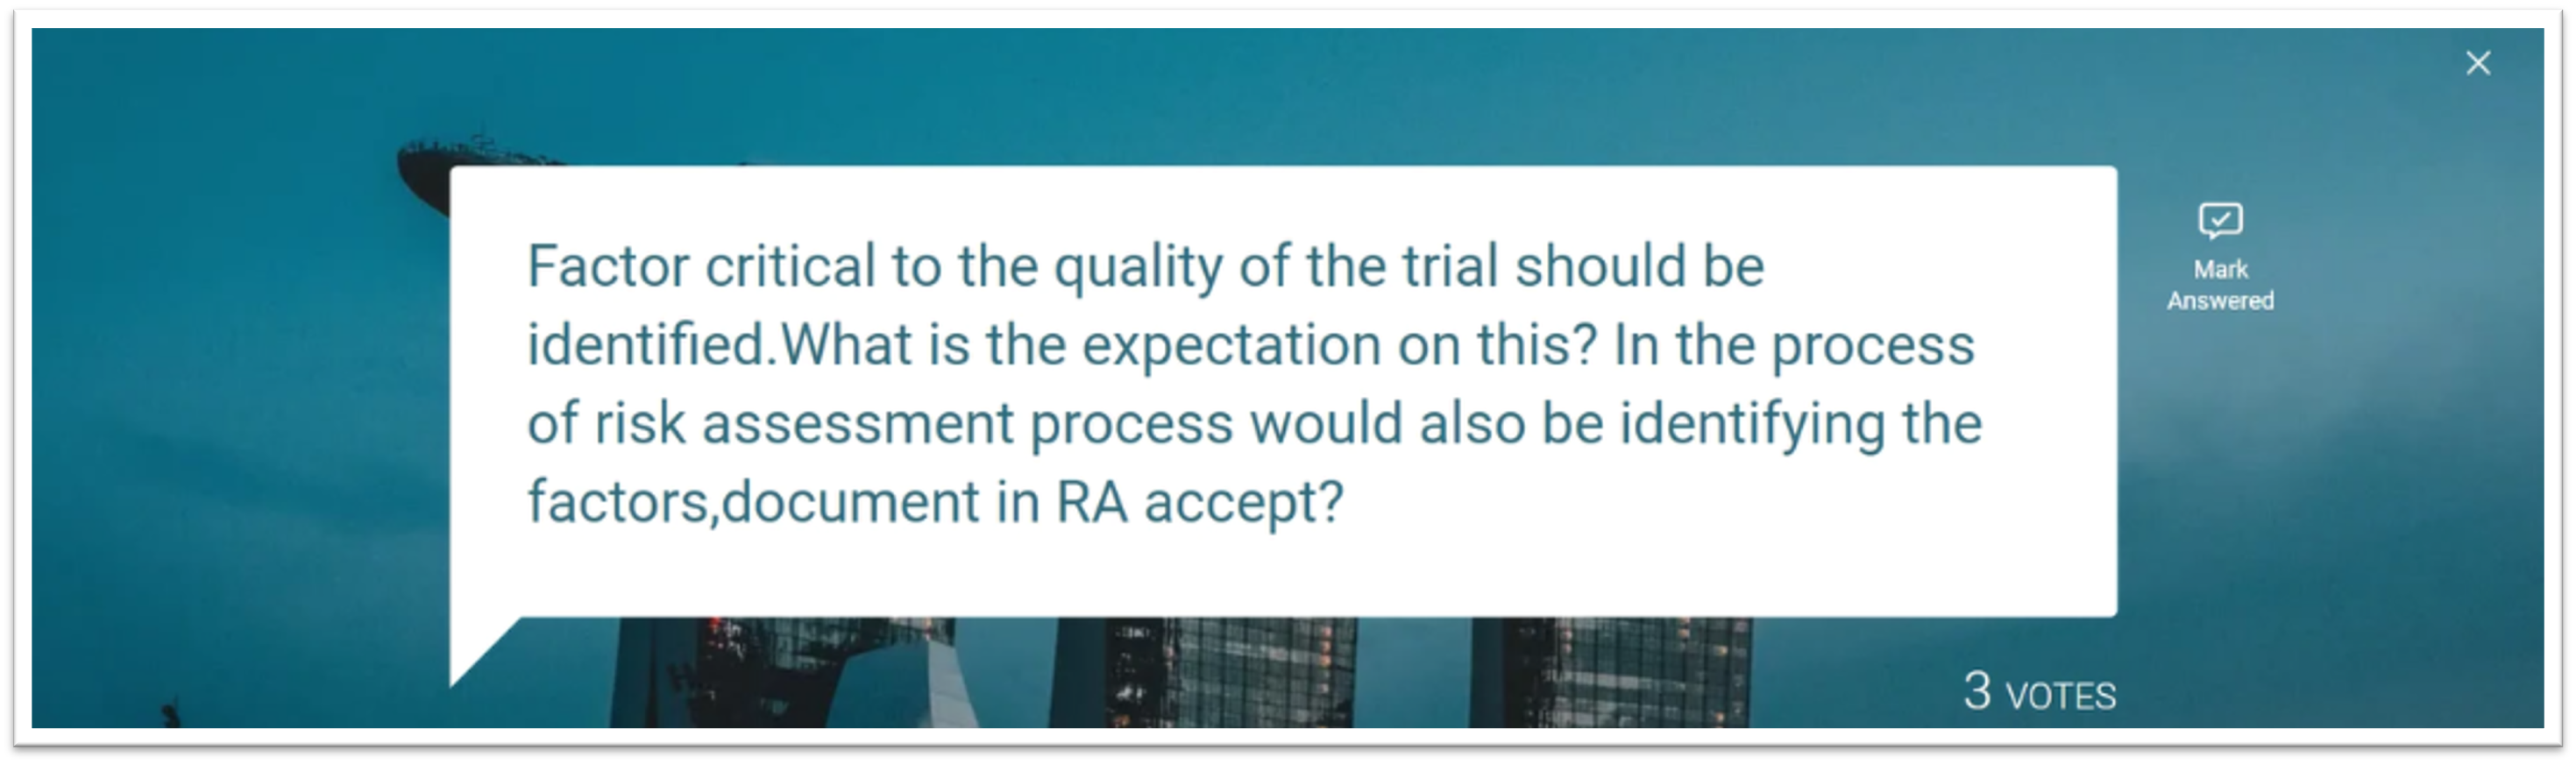 Factor critical to the quality of the trial should be
identified.What is the expectation on this? In the process
of risk assessment process would also be identifying the
factors,document in RA accept?
Mark
Answered
3 VOTES